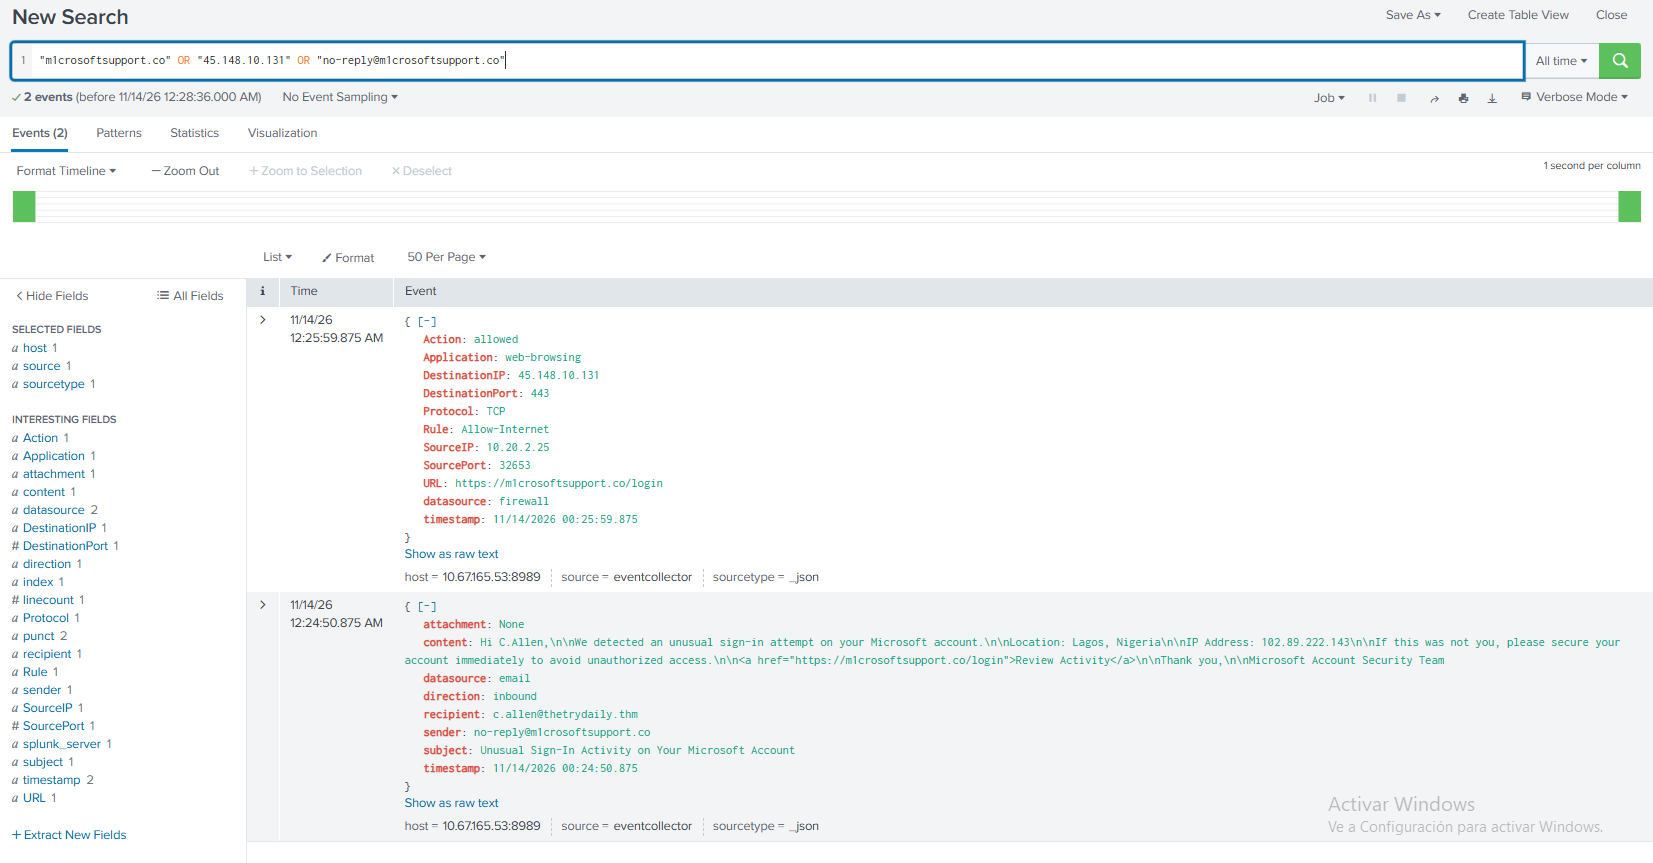 New Search
Save As Create Table View Close
1 "m1crosoftsupport.co" OR "45.148.10.131" OR "no-reply@m1crosoftsupport.co"
All time
2 events (before 11/14/26 12:28:36.000 AM) No Event Sampling
Job Verbose Mode
Events (2) Patterns Statistics Visualization
Format Timeline — Zoom Out + Zoom to Selection × Deselect
1 second per column
List Format 50 Per Page
< Hide Fields All Fields
SELECTED FIELDS
a host 1
a source 1
a sourcetype 1
INTERESTING FIELDS
a Action 1
a Application 1
a attachment 1
a content 1
a datasource 2
a DestinationIP 1
# DestinationPort 1
a direction 1
a index 1
# linecount 1
a Protocol 1
a punct 2
a recipient 1
a Rule 1
a sender 1
a SourceIP 1
# SourcePort 1
a splunk_server 1
a subject 1
a timestamp 2
a URL 1
+ Extract New Fields
i Time Event
> 11/14/26
12:25:59.875 AM
{ [-]
Action: allowed
Application: web-browsing
DestinationIP: 45.148.10.131
DestinationPort: 443
Protocol: TCP
Rule: Allow-Internet
SourceIP: 10.20.2.25
SourcePort: 32653
URL: https://m1crosoftsupport.co/login
datasource: firewall
timestamp: 11/14/2026 00:25:59.875
}
Show as raw text
host = 10.67.165.53:8989 source = eventcollector sourcetype = _json
> 11/14/26
12:24:50.875 AM
{ [-]
attachment: None
content: Hi C.Allen,\n\nWe detected an unusual sign-in attempt on your Microsoft account.\n\nLocation: Lagos, Nigeria\n\nIP Address: 102.89.222.143\n\nIf this was not you, please secure your
account immediately to avoid unauthorized access.\n\n<a href="https://m1crosoftsupport.co/login">Review Activity</a>\n\nThank you,\n\nMicrosoft Account Security Team
datasource: email
direction: inbound
recipient: c.allen@thetrydaily.thm
sender: no-reply@m1crosoftsupport.co
subject: Unusual Sign-In Activity on Your Microsoft Account
timestamp: 11/14/2026 00:24:50.875
}
Show as raw text
host = 10.67.165.53:8989 source = eventcollector sourcetype = _json
Activar Windows
Ve a Configuración para activar Windows.